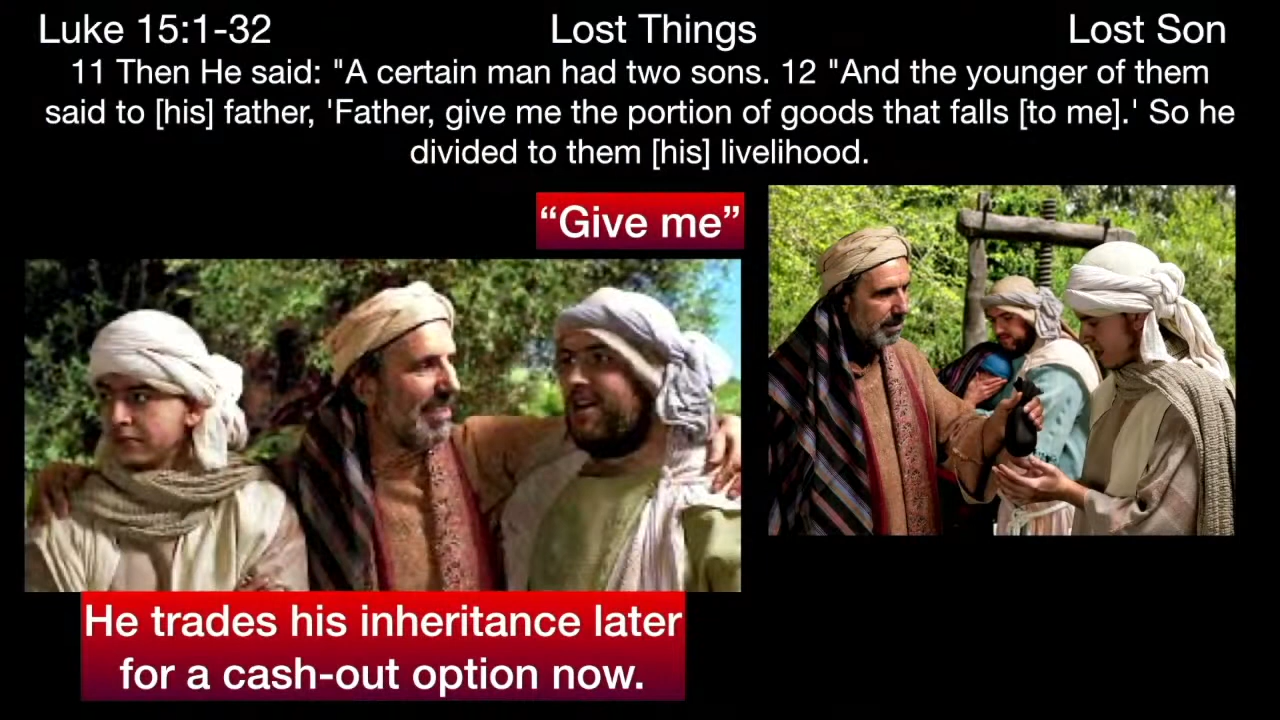 Luke 15:1-32 Lost Things Lost Son
11 Then He said: "A certain man had two sons. 12 "And the younger of them
said to [his] father, 'Father, give me the portion of goods that falls [to me].' So he
divided to them [his] livelihood.
“Give me”
He trades his inheritance later
for a cash-out option now.